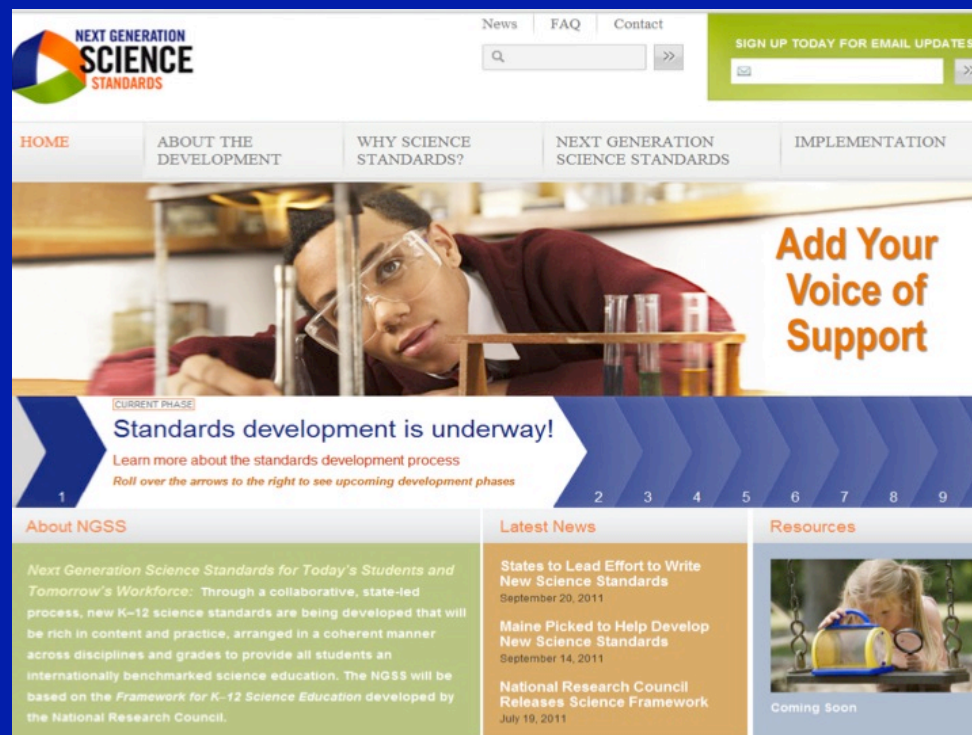 NEXT GENERATION
SCIENCE
STANDARDS
News
FAQ
Contact
SIGN UP TODAY FOR EMAIL UPDATES
HOME
ABOUT THE
DEVELOPMENT
WHY SCIENCE
STANDARDS?
NEXT GENERATION
SCIENCE STANDARDS
IMPLEMENTATION
Add Your
Voice of
Support
CURRENT PHASE
Standards development is underway!
Learn more about the standards development process
Roll over the arrows to the right to see upcoming development phases
1 2 3 4 5 6 7 8 9
About NGSS
Next Generation Science Standards for Today's Students and
Tomorrow's Workforce: Through a collaborative, state-led
process, new K–12 science standards are being developed that will
be rich in content and practice, arranged in a coherent manner
across disciplines and grades to provide all students an
internationally benchmarked science education. The NGSS will be
based on the Framework for K–12 Science Education developed by
the National Research Council.
Latest News
States to Lead Effort to Write
New Science Standards
September 20, 2011
Maine Picked to Help Develop
New Science Standards
September 14, 2011
National Research Council
Releases Science Framework
July 19, 2011
Resources
Coming Soon